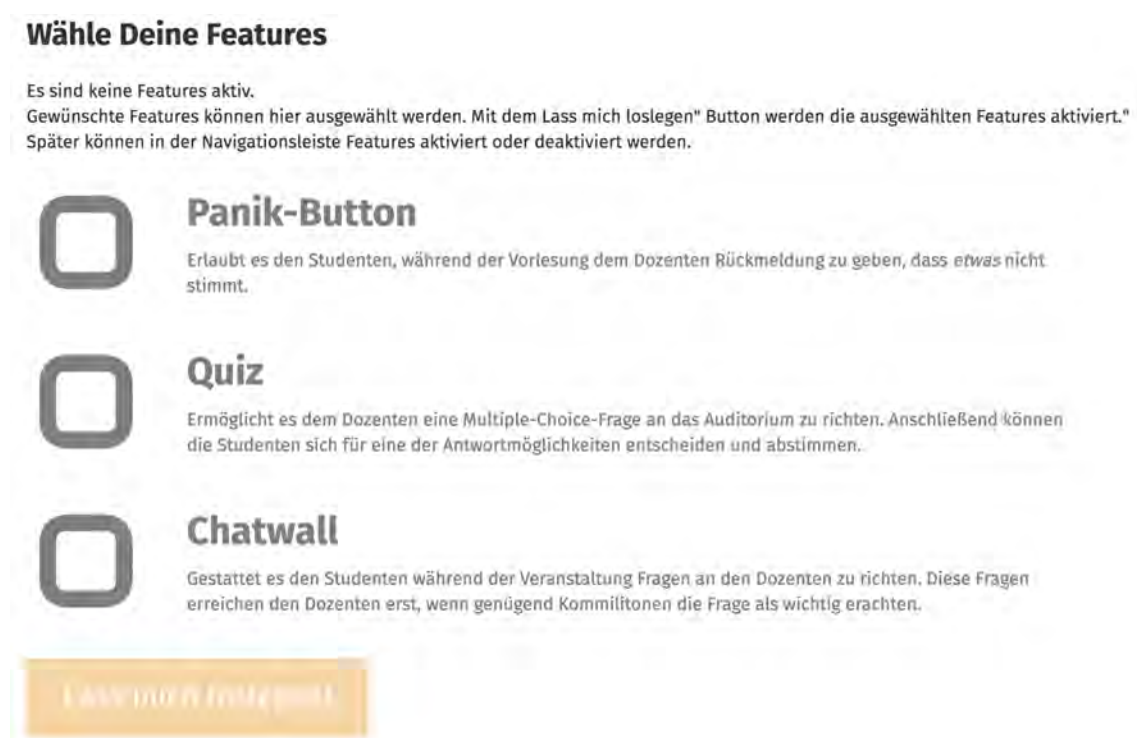 Wähle Deine Features
Es sind keine Features aktiv.
Gewünschte Features können hier ausgewählt werden. Mit dem Lass mich loslegen" Button werden die ausgewählten Features aktiviert."
Später können in der Navigationsleiste Features aktiviert oder deaktiviert werden.
Panik-Button
Erlaubt es den Studenten, während der Vorlesung dem Dozenten Rückmeldung zu geben, dass etwas nicht
stimmt.
Quiz
Ermöglicht es dem Dozenten eine Multiple-Choice-Frage an das Auditorium zu richten. Anschließend können
die Studenten sich für eine der Antwortmöglichkeiten entscheiden und abstimmen.
Chatwall
Gestattet es den Studenten während der Veranstaltung Fragen an den Dozenten zu richten. Diese Fragen
erreichen den Dozenten erst, wenn genügend Kommilitonen die Frage als wichtig erachten.
Lass mich loslegen!